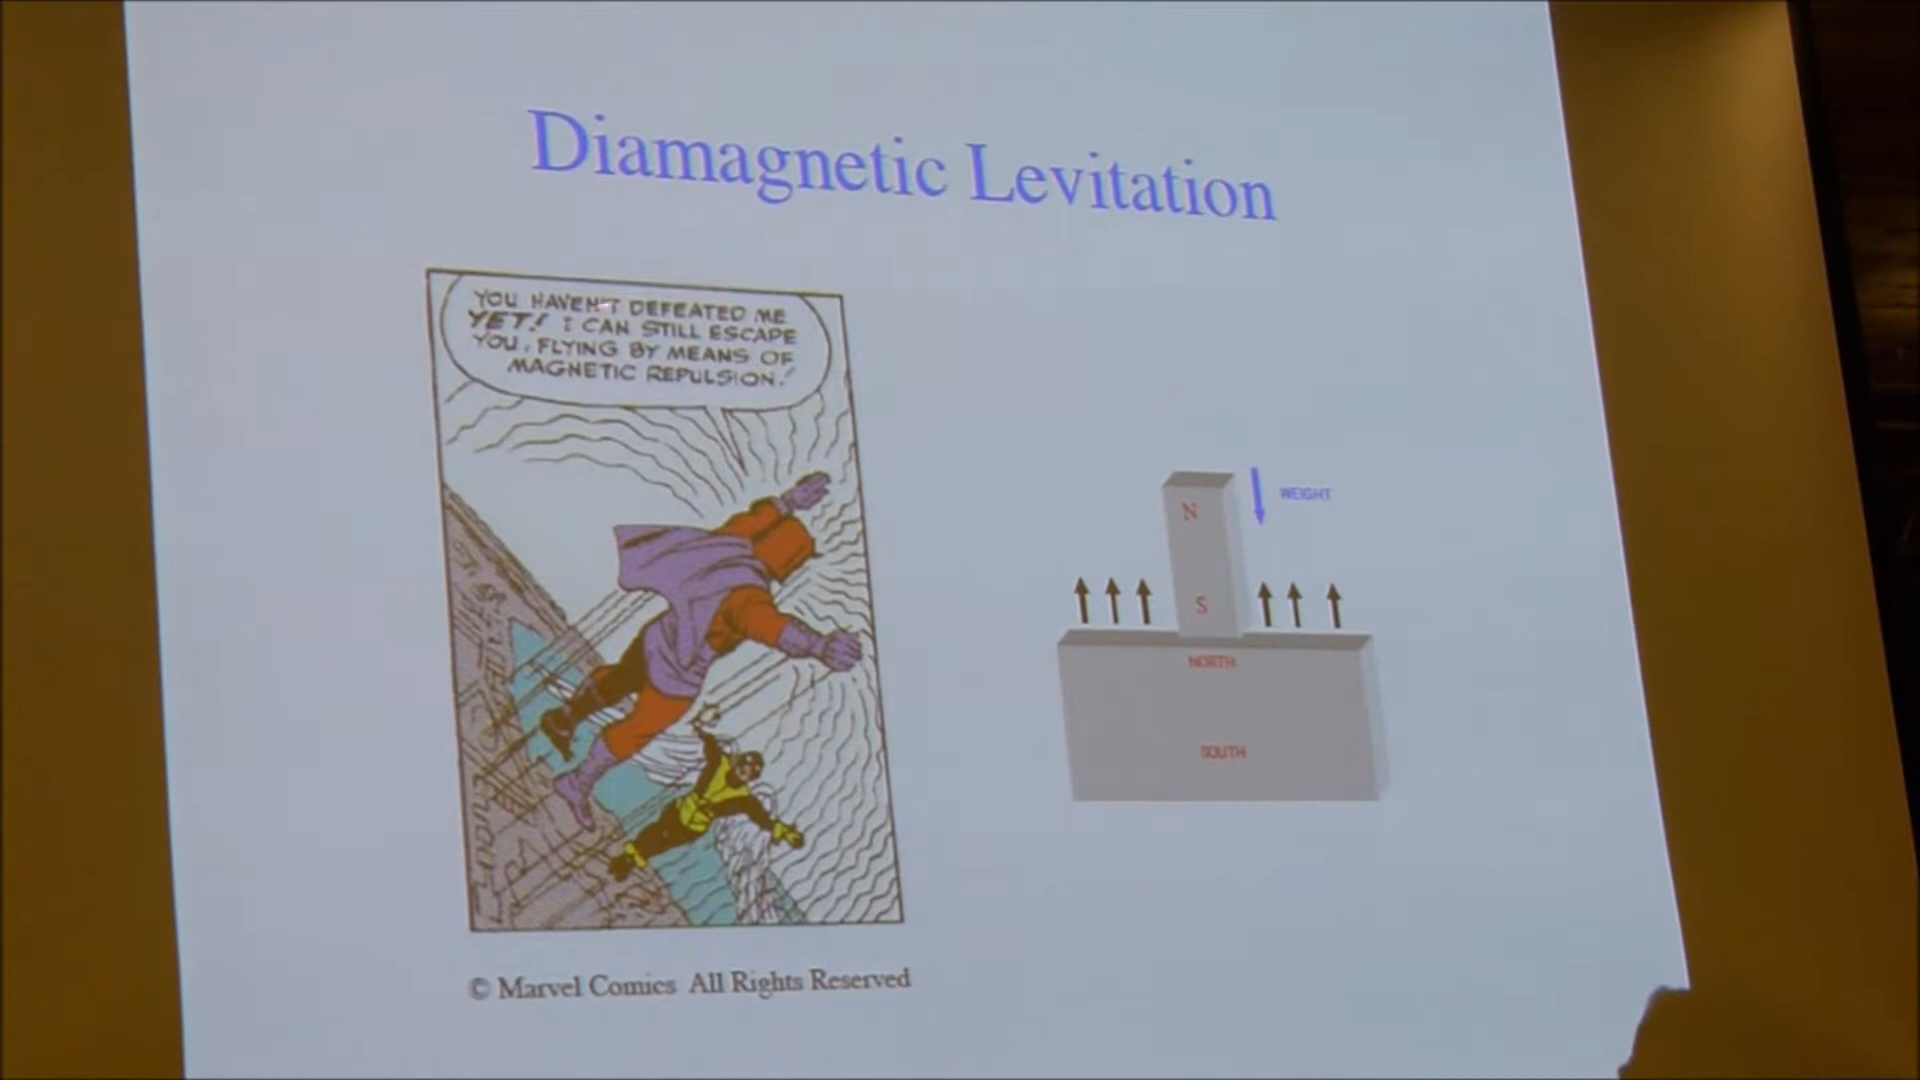 Diamagnetic Levitation
YOU HAVEN'T DEFEATED ME
YET! I CAN STILL ESCAPE
YOU, FLYING BY MEANS OF
MAGNETIC REPULSION!
N
WEIGHT
S
NORTH
SOUTH
© Marvel Comics All Rights Reserved